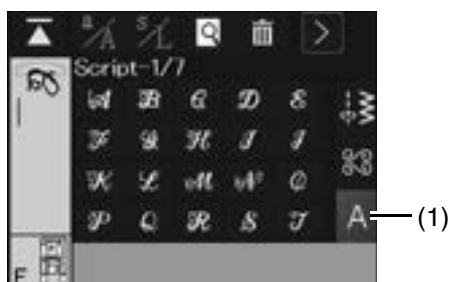 a/A S/L >
Script-1/7
A B C D E
F G H I J
K L M N O
P Q R S T
A (1)
F